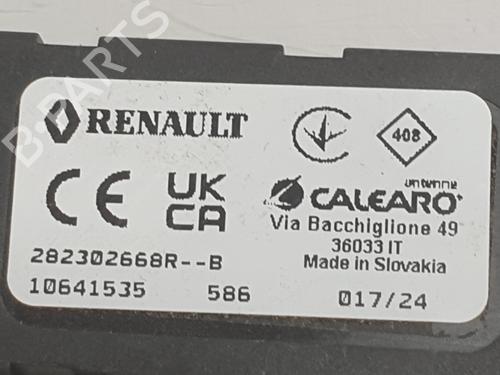 B-PARTS
RENAULT
408
CE
UK
CA
antenne
CALEARO
Via Bacchiglione 49
36033 IT
Made in Slovakia
282302668R--B
10641535 586 017/24